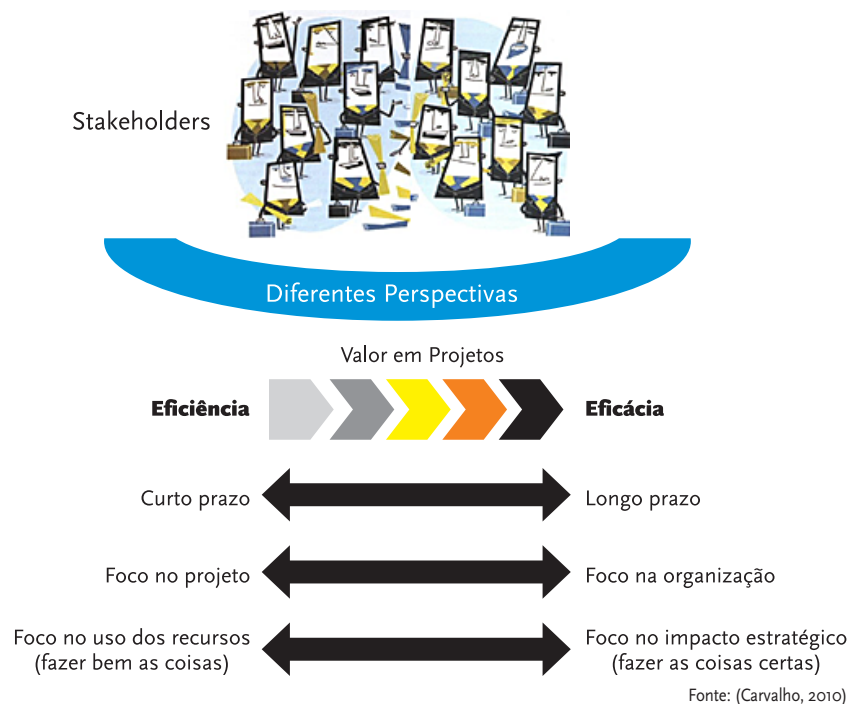 Stakeholders
Diferentes Perspectivas
Valor em Projetos
Eficiência
Eficácia
Curto prazo
Longo prazo
Foco no projeto
Foco na organização
Foco no uso dos recursos
(fazer bem as coisas)
Foco no impacto estratégico
(fazer as coisas certas)
Fonte: (Carvalho, 2010)